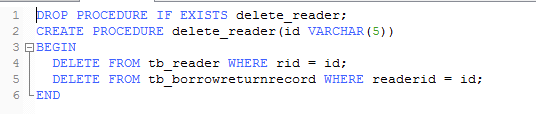 1 DROP PROCEDURE IF EXISTS delete_reader;
2 CREATE PROCEDURE delete_reader(id VARCHAR(5))
3 BEGIN
4 DELETE FROM tb_reader WHERE rid = id;
5 DELETE FROM tb_borrowreturnrecord WHERE readerid = id;
6 END